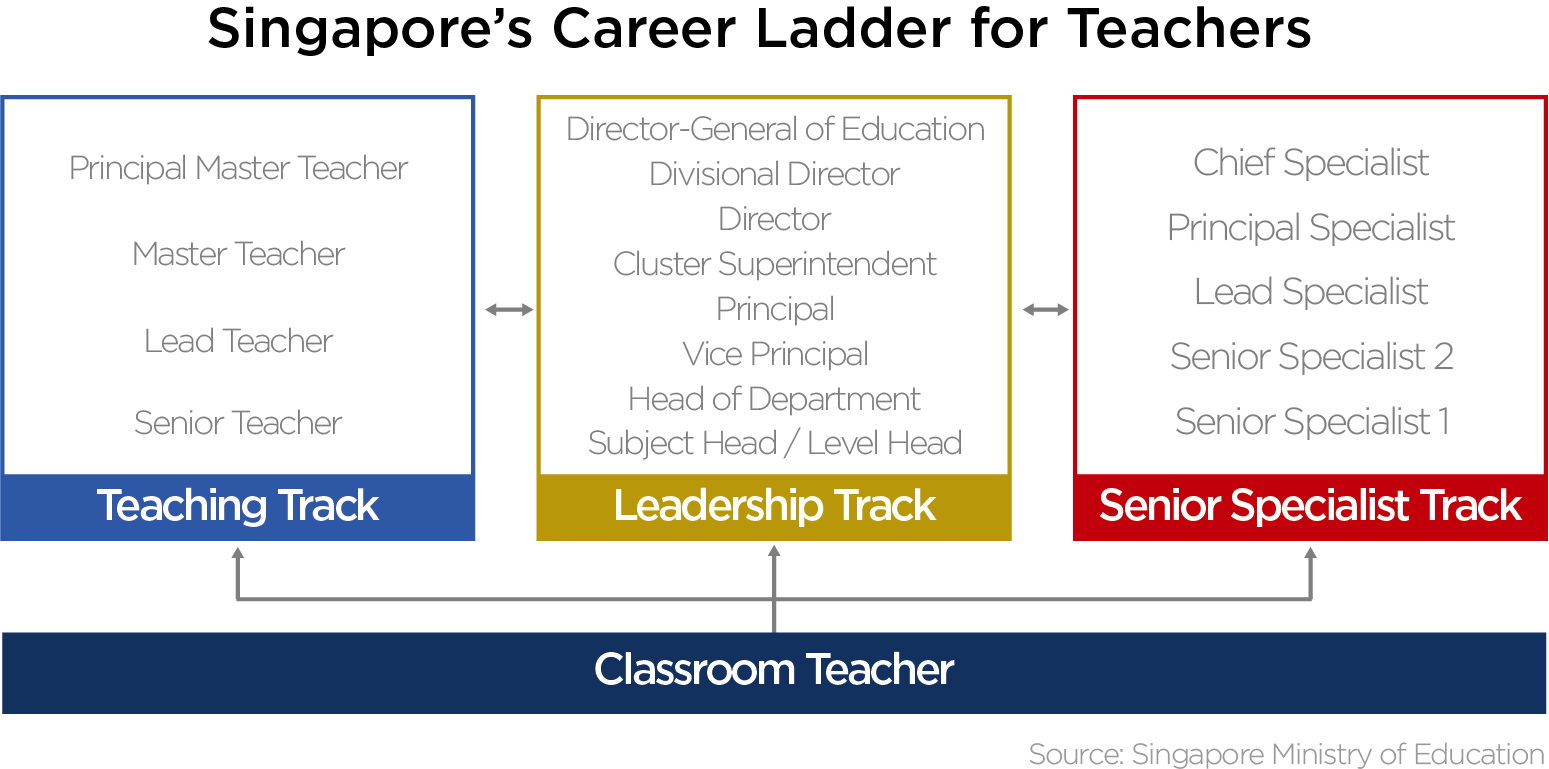 Singapore’s Career Ladder for Teachers
Principal Master Teacher
Master Teacher
Lead Teacher
Senior Teacher
Teaching Track
Director-General of Education
Divisional Director
Director
Cluster Superintendent
Principal
Vice Principal
Head of Department
Subject Head / Level Head
Leadership Track
Chief Specialist
Principal Specialist
Lead Specialist
Senior Specialist 2
Senior Specialist 1
Senior Specialist Track
Classroom Teacher
Source: Singapore Ministry of Education